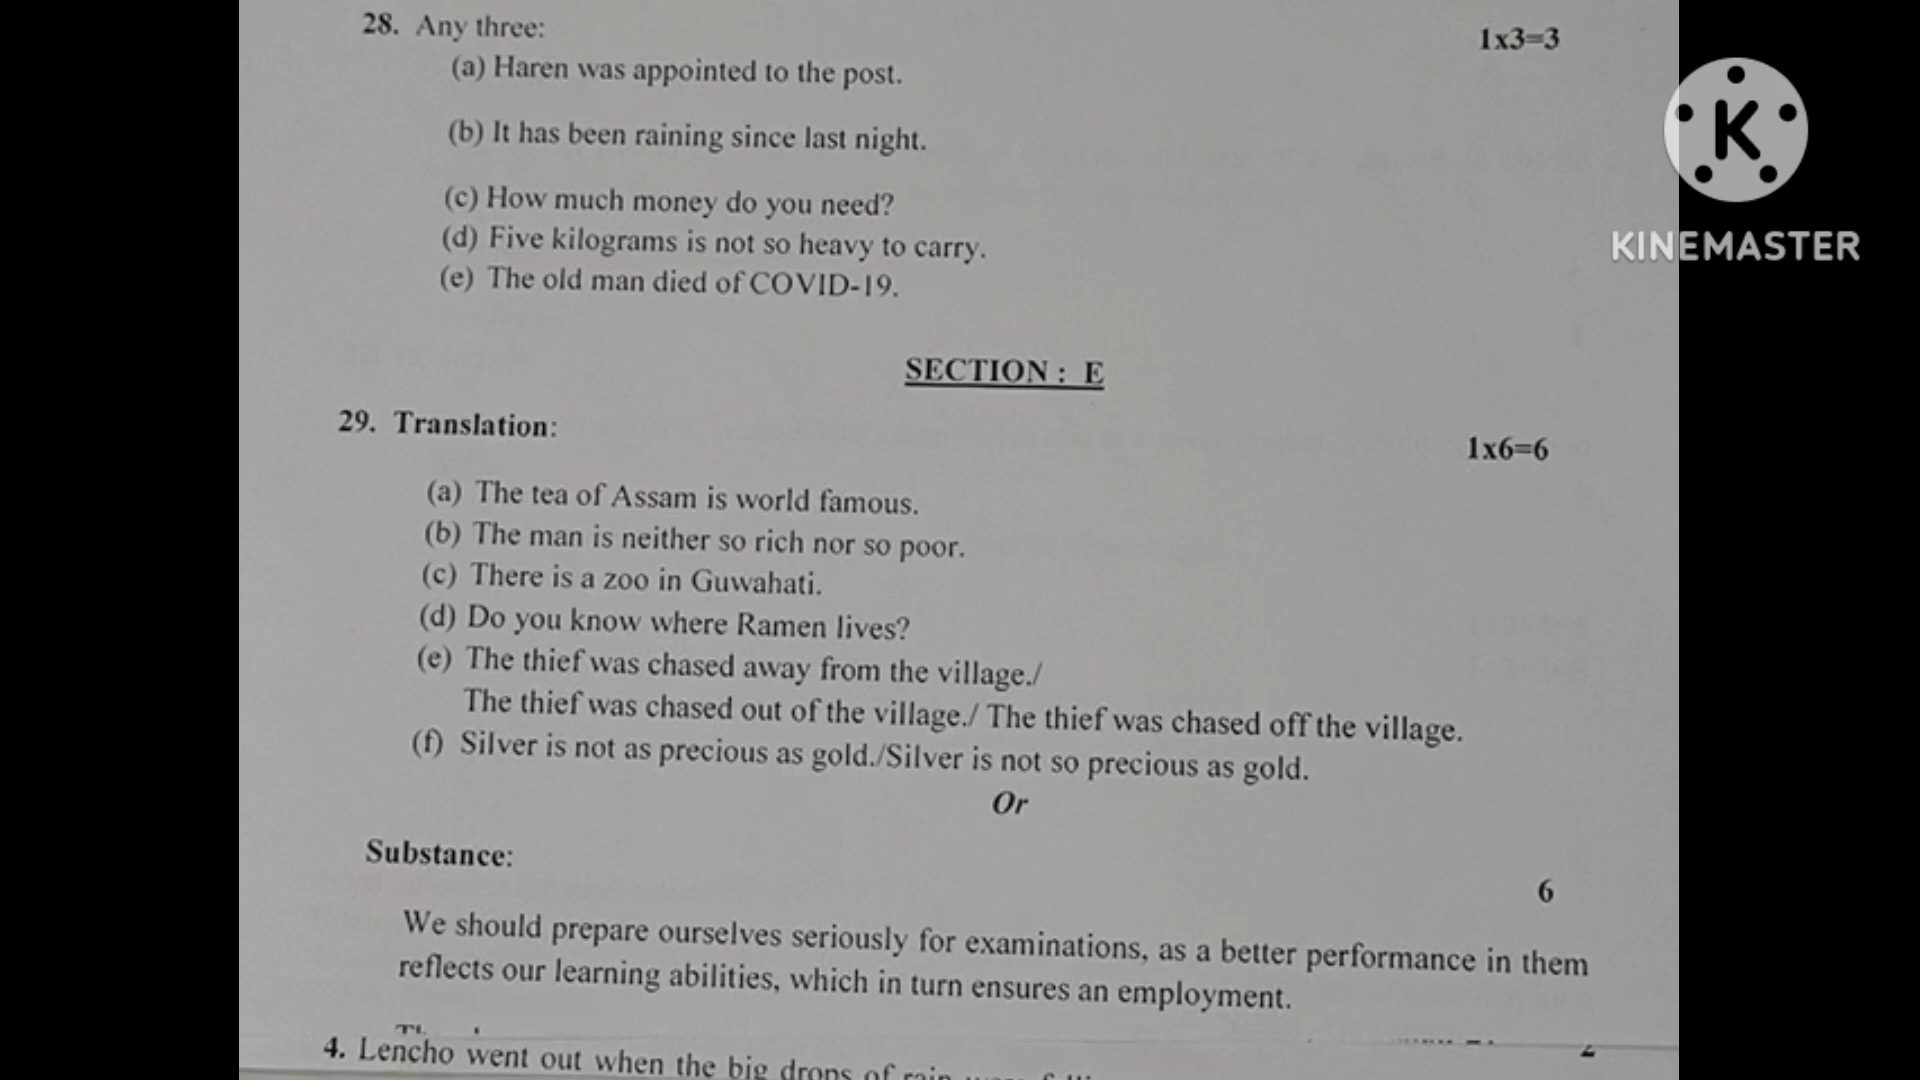 28. Any three: 1x3=3
(a) Haren was appointed to the post.
(b) It has been raining since last night.
(c) How much money do you need?
(d) Five kilograms is not so heavy to carry.
(e) The old man died of COVID-19.
SECTION : E
29. Translation: 1x6=6
(a) The tea of Assam is world famous.
(b) The man is neither so rich nor so poor.
(c) There is a zoo in Guwahati.
(d) Do you know where Ramen lives?
(e) The thief was chased away from the village./
The thief was chased out of the village./ The thief was chased off the village.
(f) Silver is not as precious as gold./Silver is not so precious as gold.
Or
Substance: 6
We should prepare ourselves seriously for examinations, as a better performance in them
reflects our learning abilities, which in turn ensures an employment.
4. Lencho went out when the big drops of rain
K
KINEMASTER